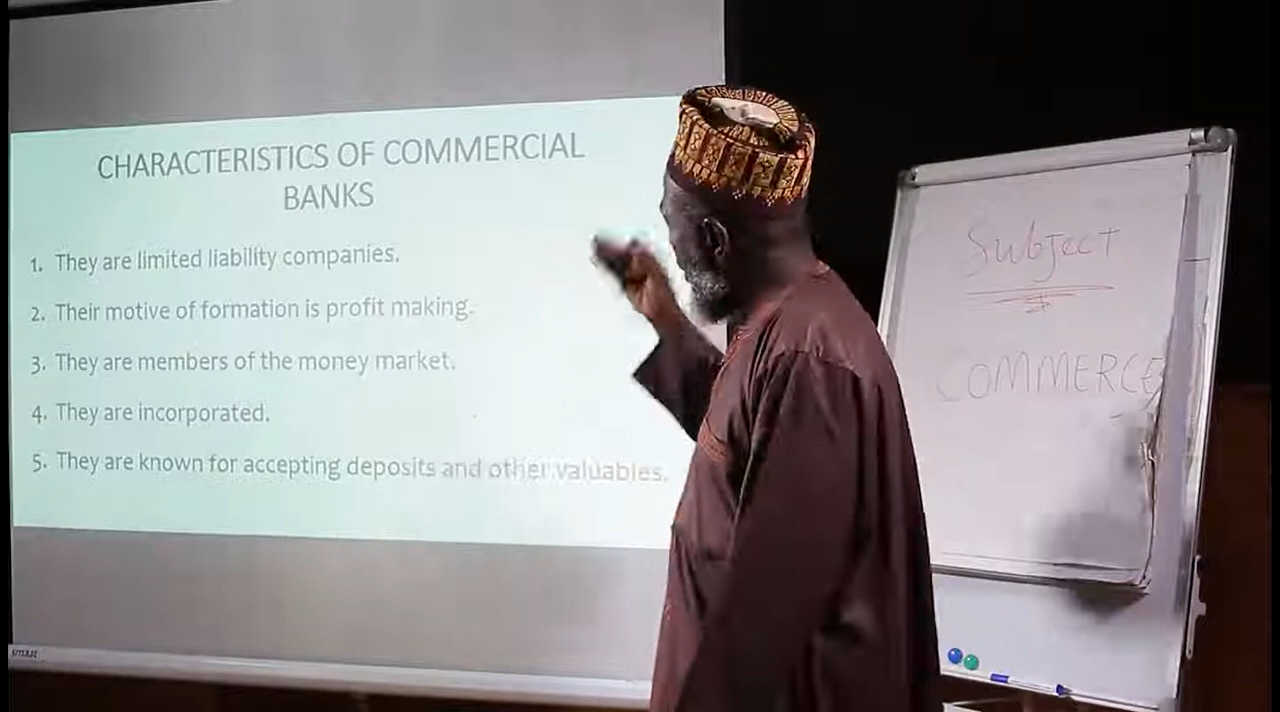 CHARACTERISTICS OF COMMERCIAL
BANKS
1. They are limited liability companies.
2. Their motive of formation is profit making.
3. They are members of the money market.
4. They are incorporated.
5. They are known for accepting deposits and other valuables.
Subject
COMMERCE